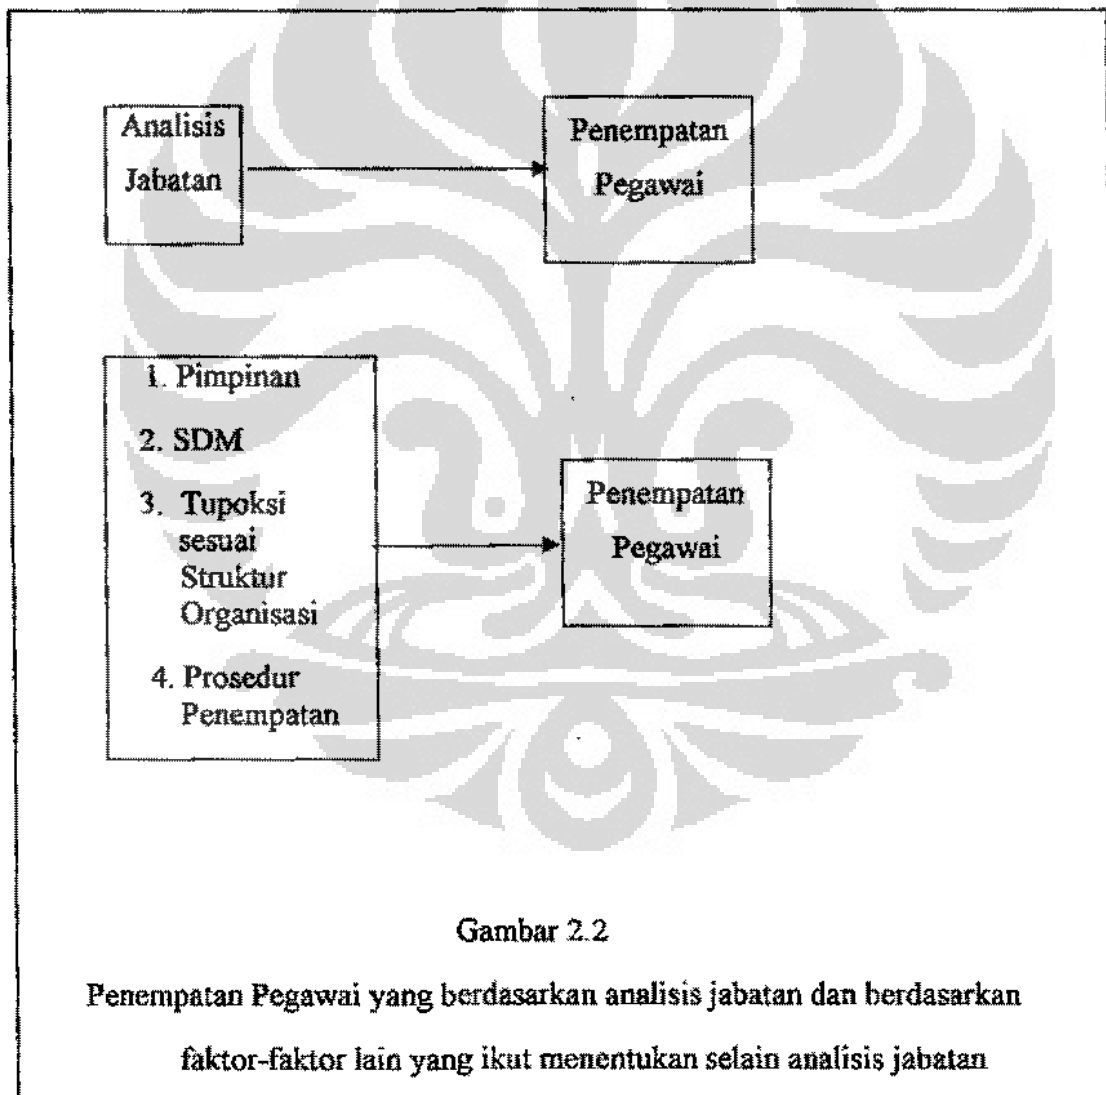 Analisis
Jabatan
Penempatan
Pegawai
1. Pimpinan
2. SDM
3. Tupoksi
sesuai
Struktur
Organisasi
4. Prosedur
Penempatan
Penempatan
Pegawai
Gambar 2.2
Penempatan Pegawai yang berdasarkan analisis jabatan dan berdasarkan
faktor-faktor lain yang ikut menentukan selain analisis jabatan